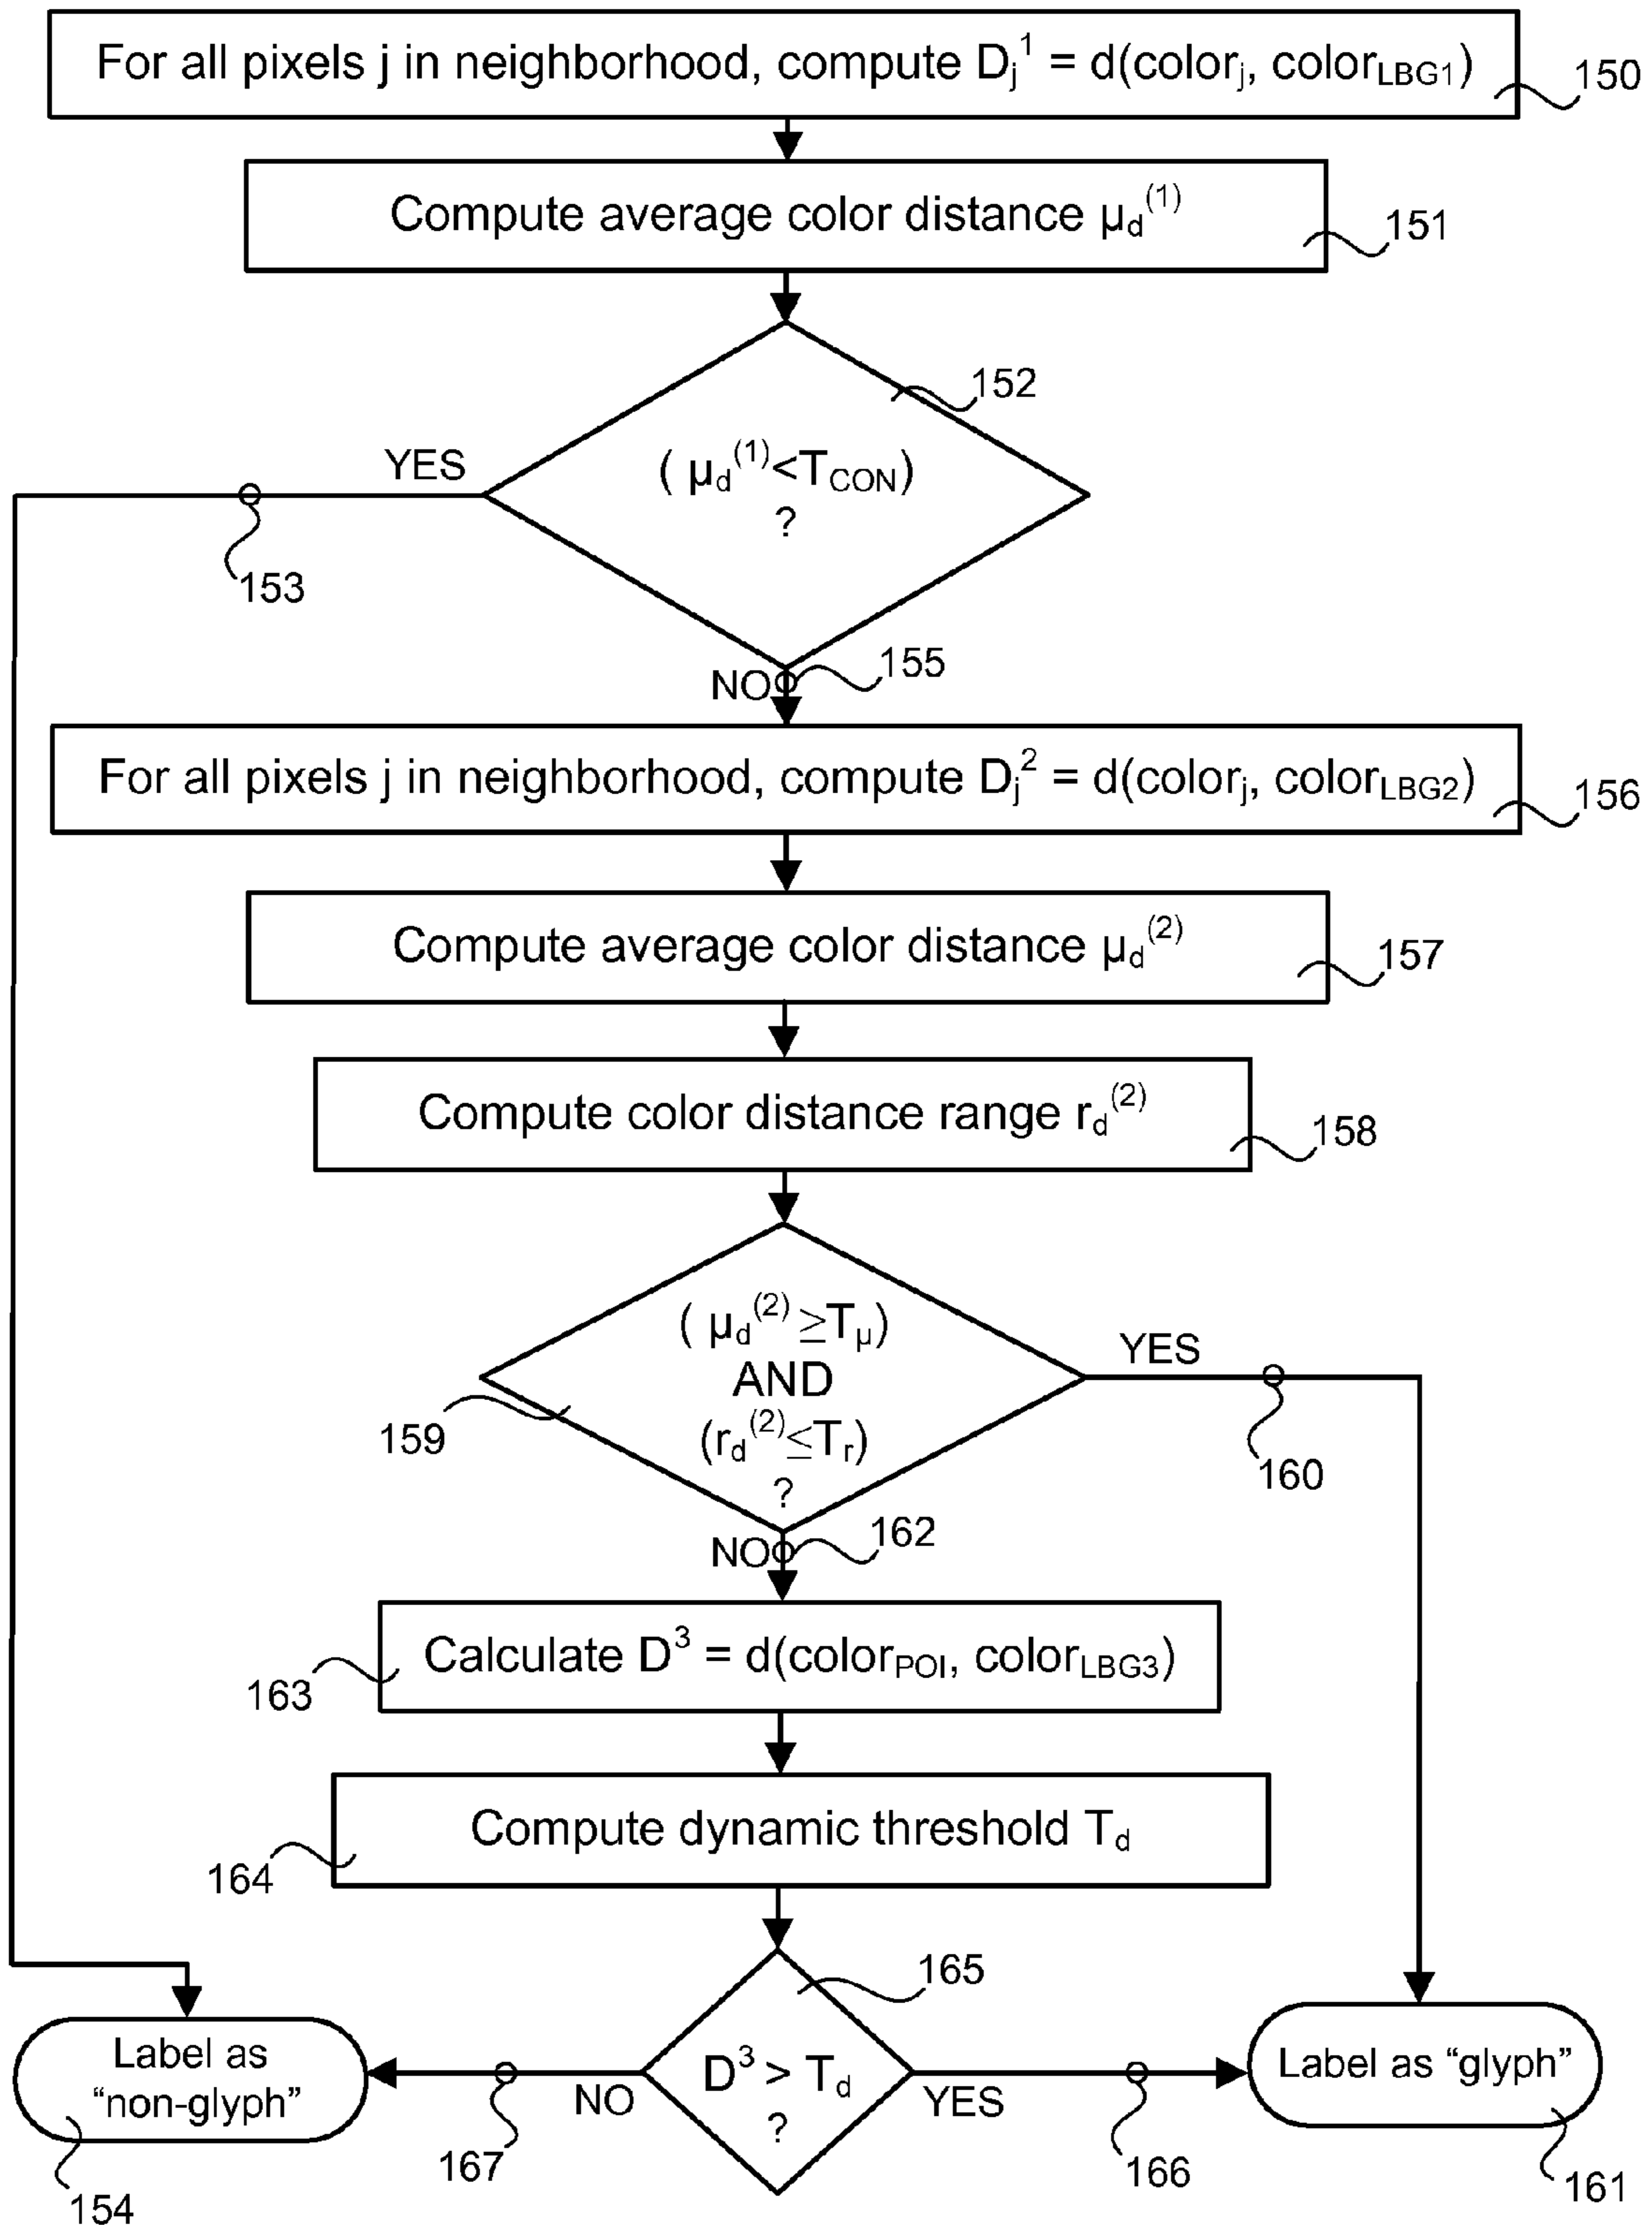 For all pixels j in neighborhood, compute Dj¹ = d(colorj, colorLBG1)
150
Compute average color distance μd⁽¹⁾
151
152
YES
( μd⁽¹⁾<TCON)
?
153
155
NO
For all pixels j in neighborhood, compute Dj² = d(colorj, colorLBG2)
156
Compute average color distance μd⁽²⁾
157
Compute color distance range rd⁽²⁾
158
( μd⁽²⁾ ≥Tμ)
AND
(rd⁽²⁾≤Tr)
?
YES
159
160
162
NO
Calculate D³ = d(colorPOI, colorLBG3)
163
Compute dynamic threshold Td
164
165
Label as
“non-glyph”
D³ > Td
?
Label as “glyph”
NO
YES
167
166
154
161